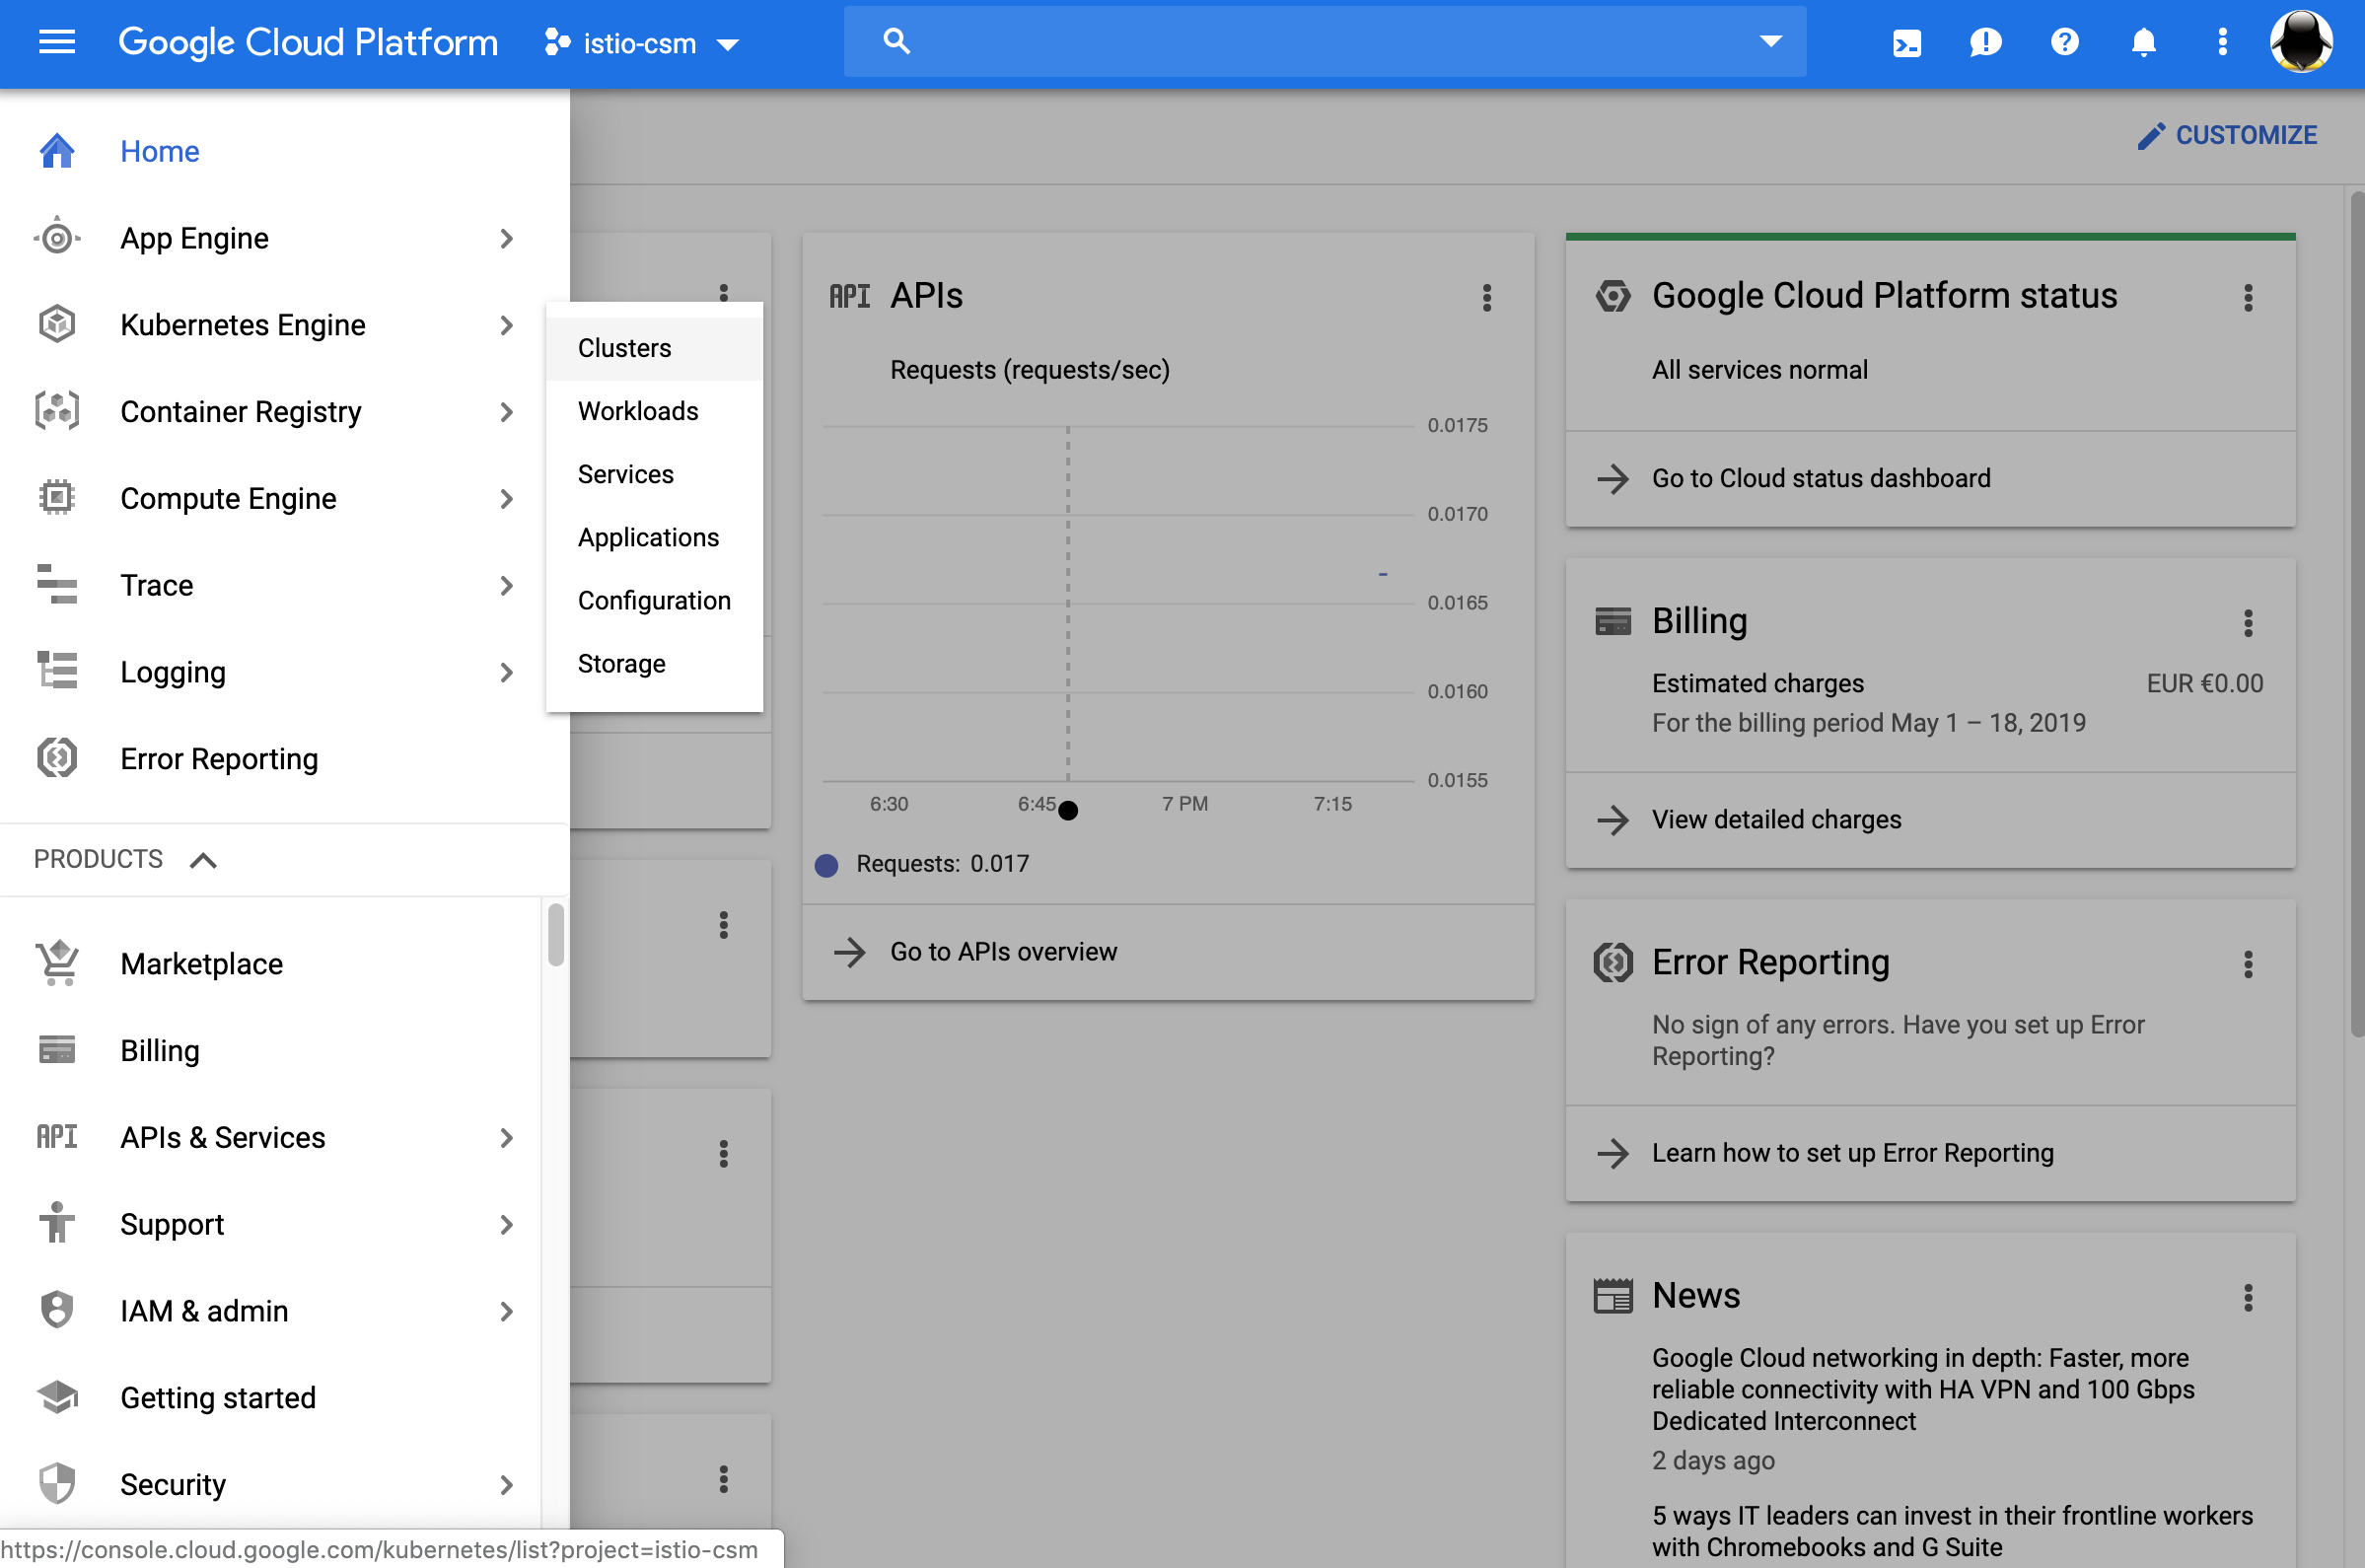 Google Cloud Platform
istio-csm
CUSTOMIZE
Home
App Engine
Kubernetes Engine
Container Registry
Compute Engine
Trace
Logging
Error Reporting
PRODUCTS
Marketplace
Billing
API
APIs & Services
Support
IAM & admin
Getting started
Security
https://console.cloud.google.com/kubernetes/list?project=istio-csm
Clusters
Workloads
Services
Applications
Configuration
Storage
API APIs
Requests (requests/sec)
0.0175
0.0170
0.0165
0.0160
0.0155
6:30 6:45 7 PM 7:15
Requests: 0.017
Go to APIs overview
Google Cloud Platform status
All services normal
Go to Cloud status dashboard
Billing
Estimated charges EUR €0.00
For the billing period May 1 – 18, 2019
View detailed charges
Error Reporting
No sign of any errors. Have you set up Error
Reporting?
Learn how to set up Error Reporting
News
Google Cloud networking in depth: Faster, more
reliable connectivity with HA VPN and 100 Gbps
Dedicated Interconnect
2 days ago
5 ways IT leaders can invest in their frontline workers
with Chromebooks and G Suite